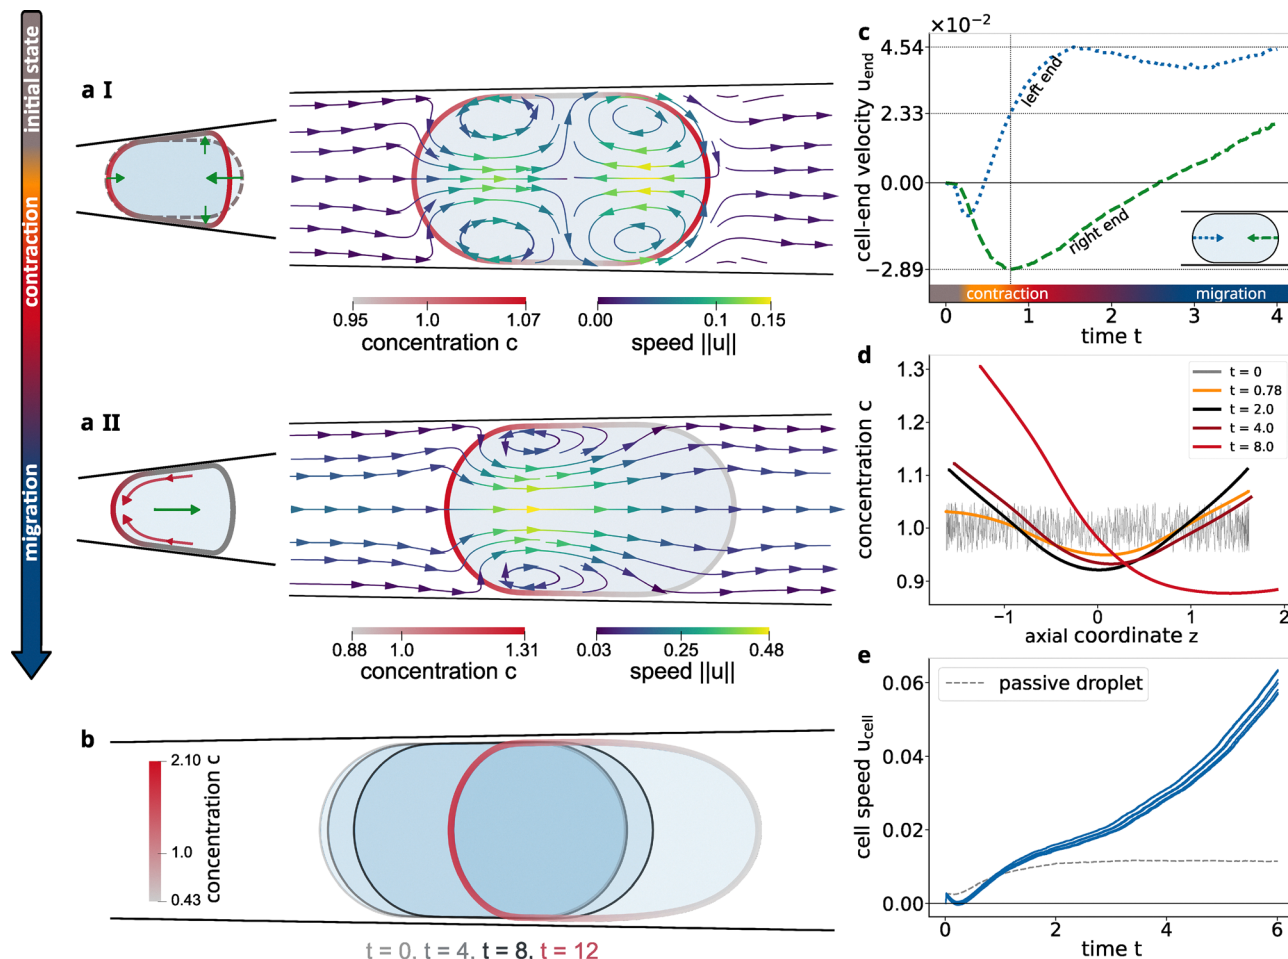 initial state
contraction
migration
a I
0.95 1.0 1.07
concentration c
0.00 0.1 0.15
speed ||u||
a II
0.88 1.0 1.31
concentration c
0.03 0.25 0.48
speed ||u||
b
2.10
1.0
0.43
concentration c
t = 0, t = 4, t = 8, t = 12
c
×10⁻²
4.54
2.33
0.00
−2.89
cell-end velocity u_end
left end
right end
contraction migration
0 1 2 3 4
time t
d
1.3
1.2
1.1
1.0
0.9
concentration c
t = 0
t = 0.78
t = 2.0
t = 4.0
t = 8.0
−1 0 1 2
axial coordinate z
e
passive droplet
0.06
0.04
0.02
0.00
cell speed u_cell
0 2 4 6
time t